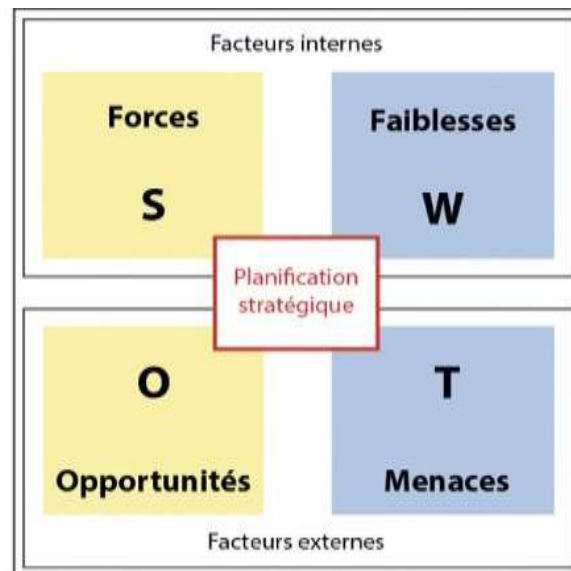 Facteurs internes
Forces
Faiblesses
S
W
Planification
stratégique
O
T
Opportunités
Menaces
Facteurs externes